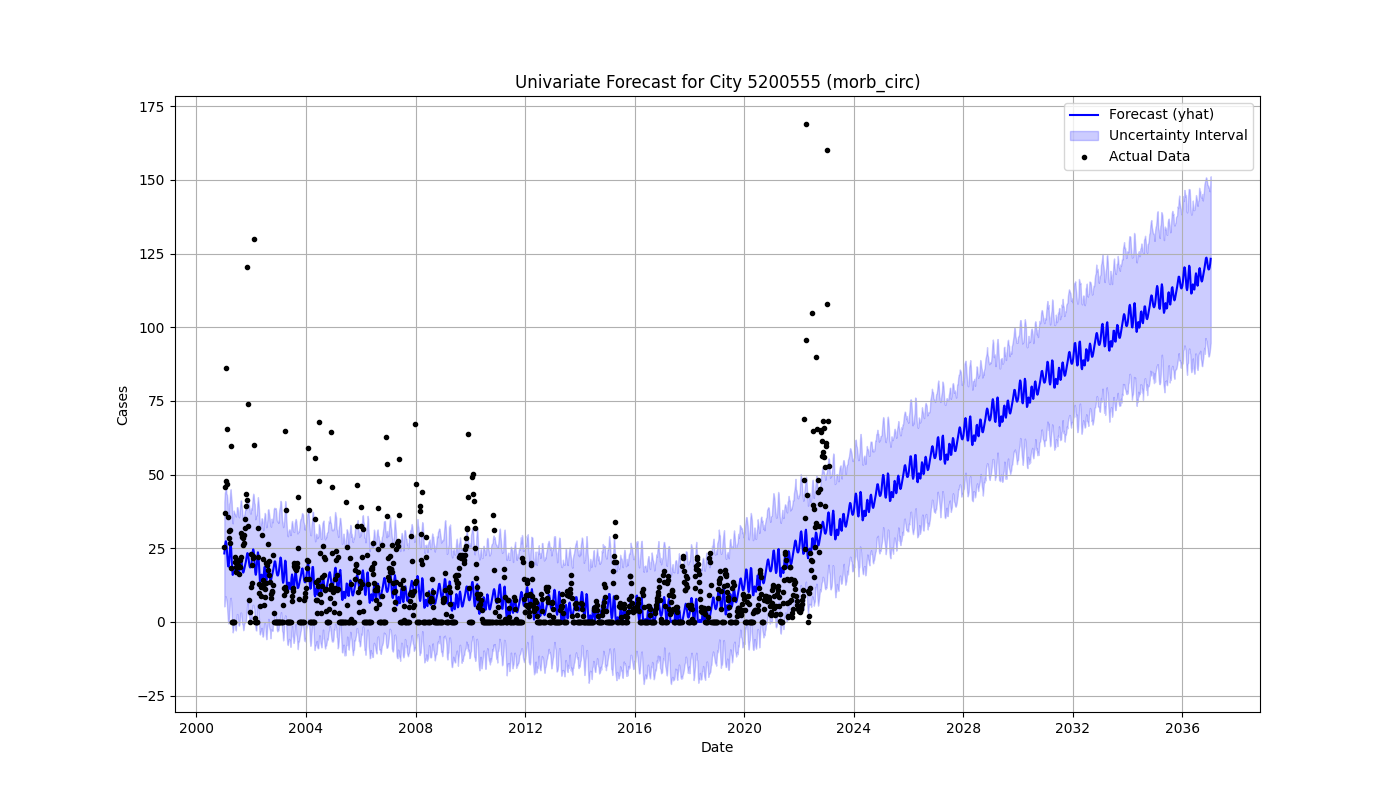 Univariate Forecast for City 5200555 (morb_circ)
175
150
125
100
75
50
25
0
−25
Cases
Forecast (yhat)
Uncertainty Interval
Actual Data
2000 2004 2008 2012 2016 2020 2024 2028 2032 2036
Date